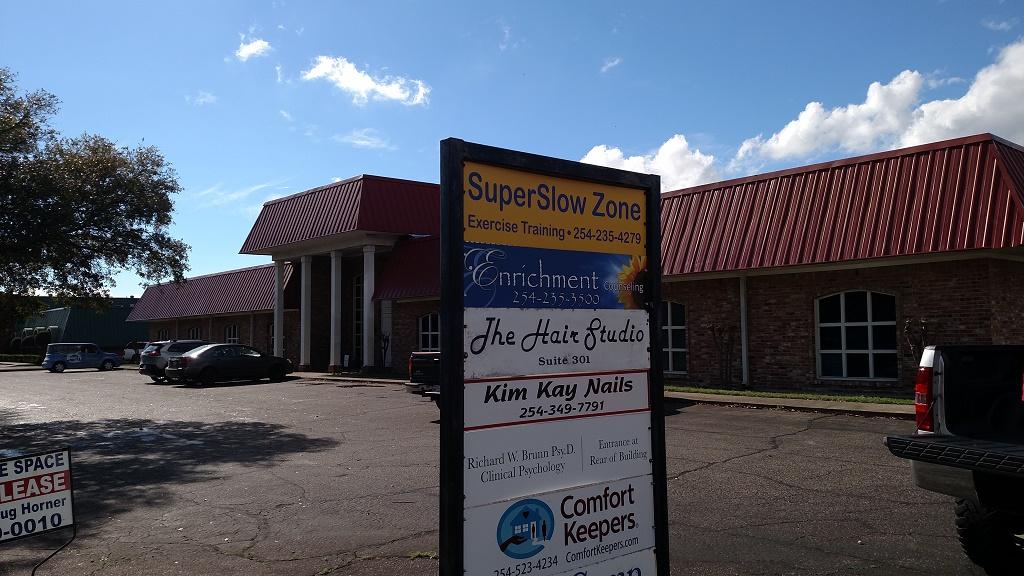 SuperSlow Zone
Exercise Training • 254-235-4279
Enrichment
Counseling
254-235-3500
The Hair Studio
Suite 301
Kim Kay Nails
254-349-7791
Richard W. Brunn Psy.D.
Clinical Psychology
Entrance at
Rear of Building
Comfort
Keepers
ComfortKeepers.com
254-523-4234
E SPACE
LEASE
ug Horner
-0010